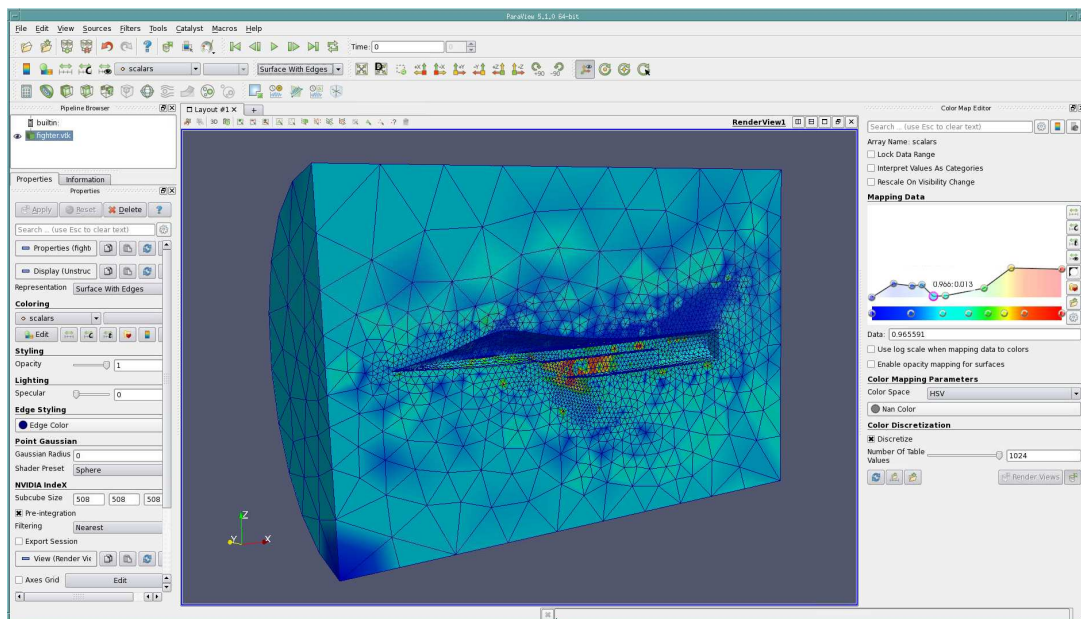 ParaView 5.1.0 64-bit
File Edit View Sources Filters Tools Catalyst Macros Help
Time: 0 0
scalars Surface With Edges
Pipeline Browser
builtin:
fighter.vtk
Properties Information
Properties
Apply Reset Delete ?
Search ... (use Esc to clear text)
Properties (fight
Display (Unstruc
Representation Surface With Edges
Coloring
scalars
Edit
Styling
Opacity 1
Lighting
Specular 0
Edge Styling
Edge Color
Point Gaussian
Gaussian Radius 0
Shader Preset Sphere
NVIDIA IndeX
Subcube Size 508 508 508
Pre-integration
Filtering Nearest
Export Session
View (Render Vie
Axes Grid Edit
Layout #1 +
3D RenderView1
Z
Y X
Color Map Editor
Search ... (use Esc to clear text)
Array Name: scalars
Lock Data Range
Interpret Values As Categories
Rescale On Visibility Change
Mapping Data
0.966:0.013
Data: 0.965591
Use log scale when mapping data to colors
Enable opacity mapping for surfaces
Color Mapping Parameters
Color Space HSV
Nan Color
Color Discretization
Discretize
Number Of Table Values 1024
Render Views